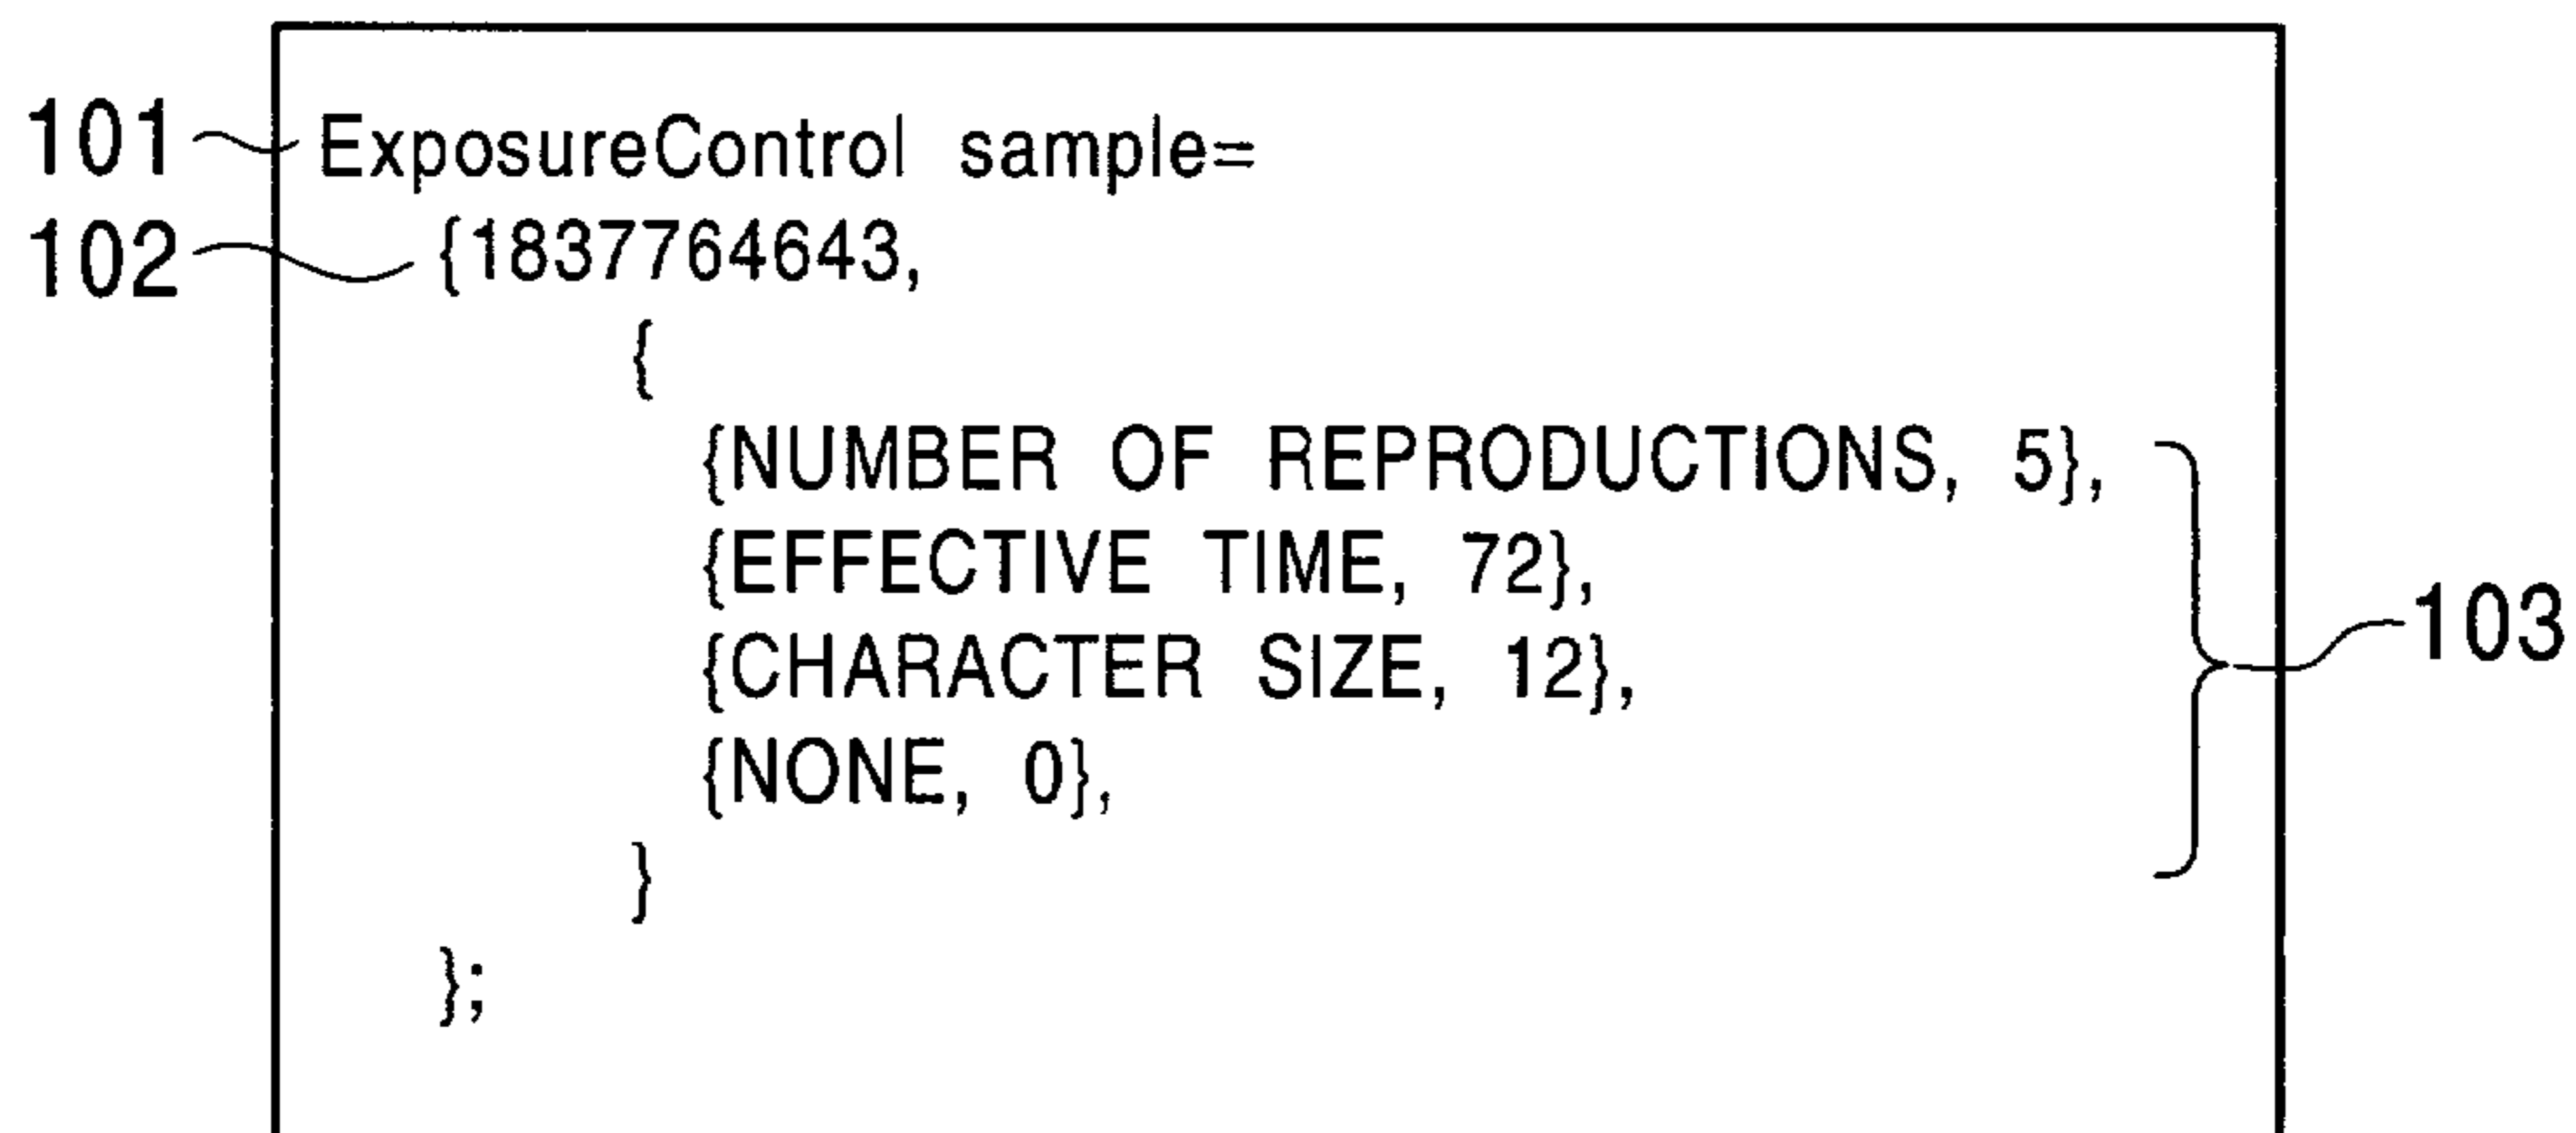 101 ExposureControl sample=
102 {1837764643,
{
{NUMBER OF REPRODUCTIONS, 5},
{EFFECTIVE TIME, 72},
103
{CHARACTER SIZE, 12},
{NONE, 0},
}
};